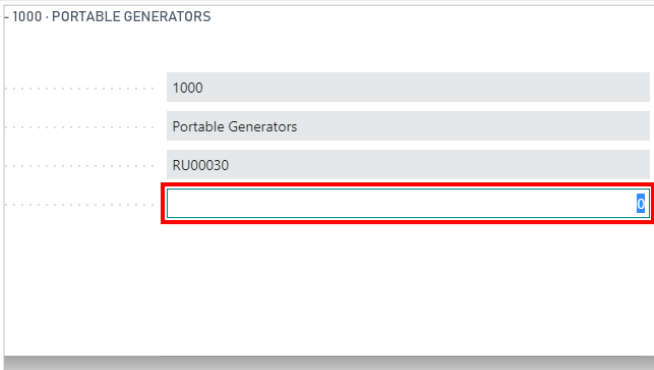 - 1000 · PORTABLE GENERATORS
1000
Portable Generators
RU00030
0